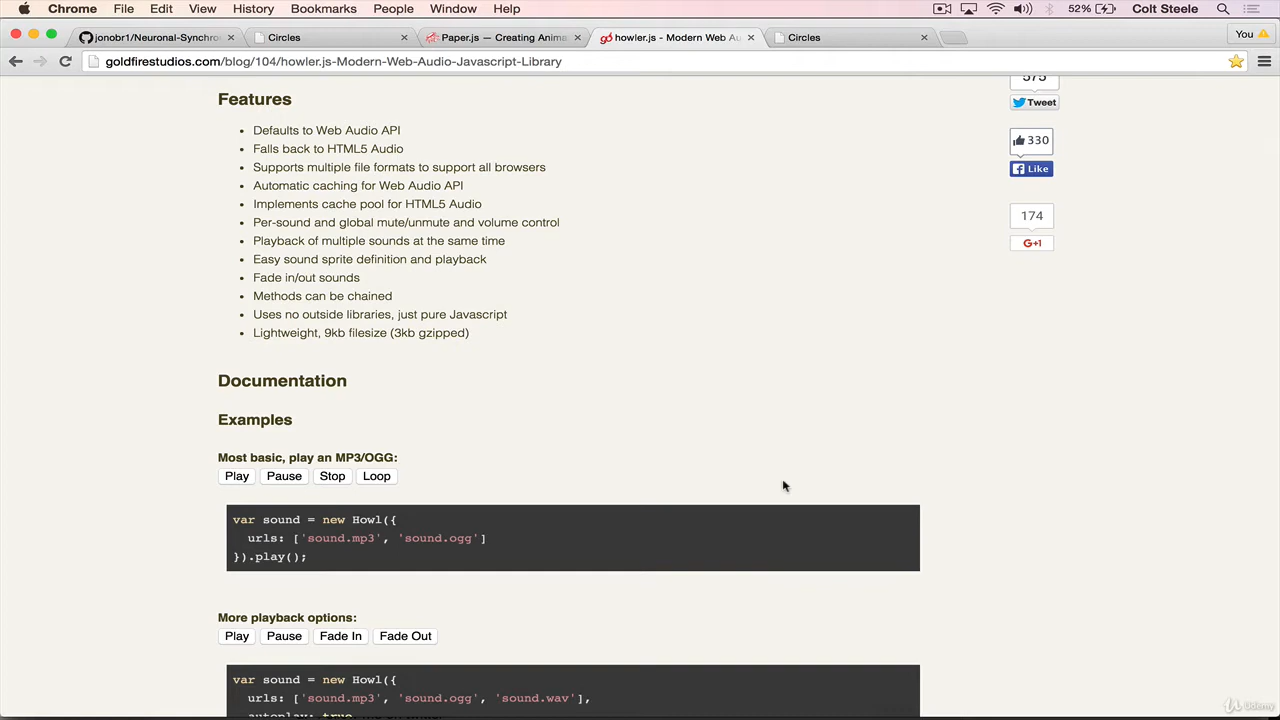 Chrome File Edit View History Bookmarks People Window Help 52% Colt Steele
jonobr1/Neuronal-Synchro Circles Paper.js — Creating Anima howler.js - Modern Web Au Circles You
goldfirestudios.com/blog/104/howler.js-Modern-Web-Audio-Javascript-Library
575
Tweet
330
Like
174
G+1
Features
Defaults to Web Audio API
Falls back to HTML5 Audio
Supports multiple file formats to support all browsers
Automatic caching for Web Audio API
Implements cache pool for HTML5 Audio
Per-sound and global mute/unmute and volume control
Playback of multiple sounds at the same time
Easy sound sprite definition and playback
Fade in/out sounds
Methods can be chained
Uses no outside libraries, just pure Javascript
Lightweight, 9kb filesize (3kb gzipped)
Documentation
Examples
Most basic, play an MP3/OGG:
Play Pause Stop Loop
var sound = new Howl({
urls: ['sound.mp3', 'sound.ogg']
}).play();
More playback options:
Play Pause Fade In Fade Out
var sound = new Howl({
urls: ['sound.mp3', 'sound.ogg', 'sound.wav'],
autoplay: true,
Udemy